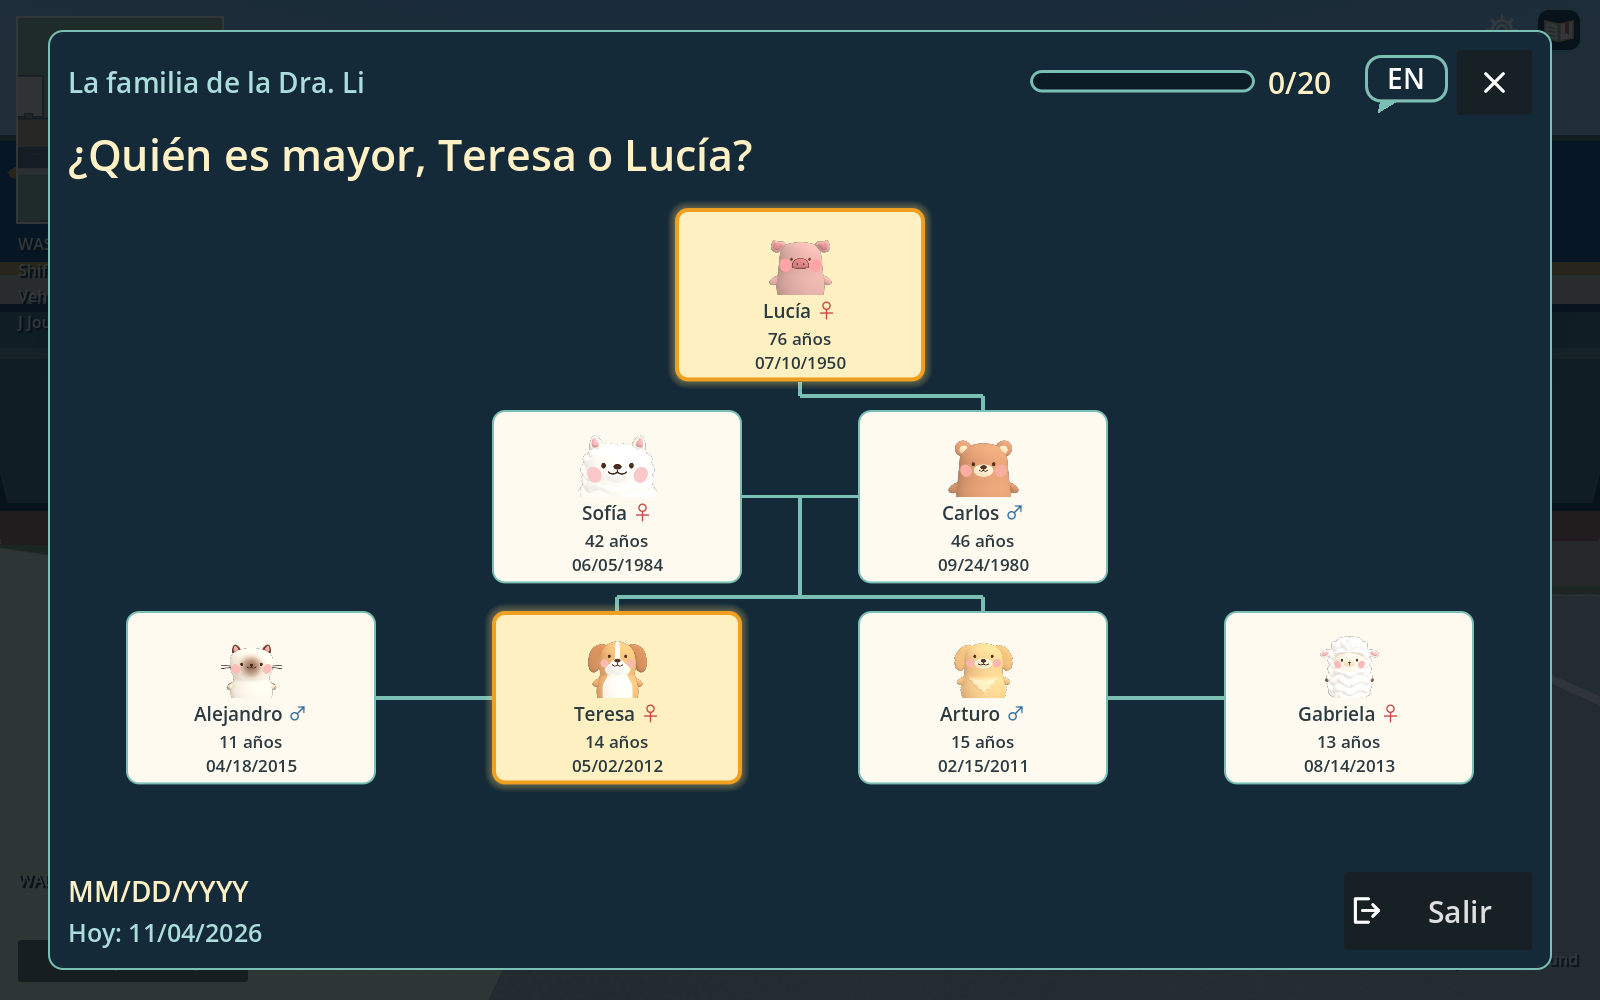 La familia de la Dra. Li
0/20
EN
¿Quién es mayor, Teresa o Lucía?
Lucía ♀
76 años
07/10/1950
Sofía ♀
42 años
06/05/1984
Carlos ♂
46 años
09/24/1980
Alejandro ♂
11 años
04/18/2015
Teresa ♀
14 años
05/02/2012
Arturo ♂
15 años
02/15/2011
Gabriela ♀
13 años
08/14/2013
MM/DD/YYYY
Hoy: 11/04/2026
Salir